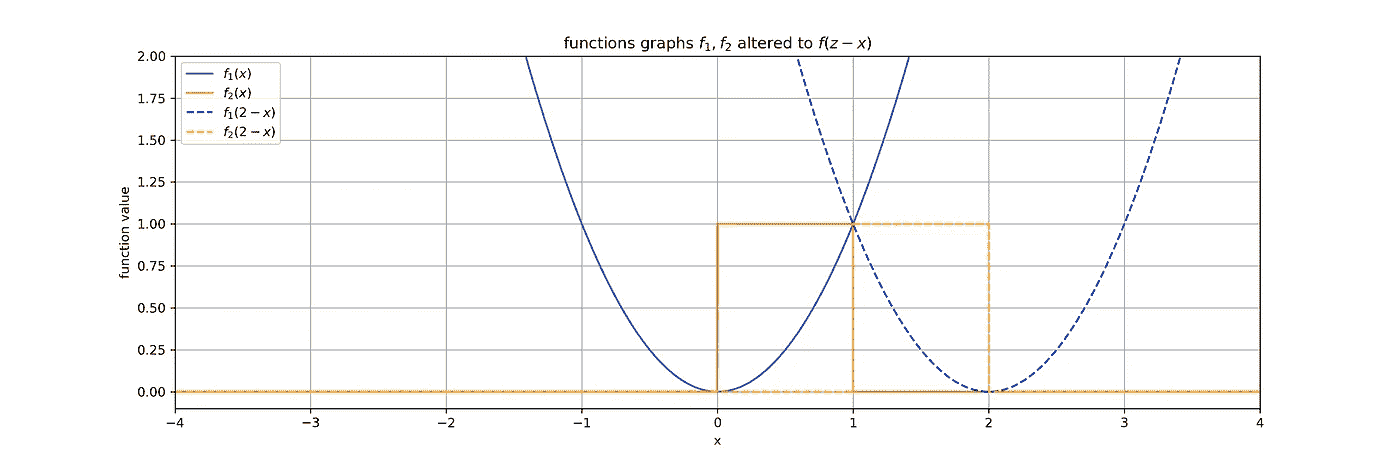 functions graphs f₁, f₂ altered to f(z − x)
2.00
1.75
1.50
1.25
1.00
0.75
0.50
0.25
0.00
function value
f₁(x)
f₂(x)
f₁(2 − x)
f₂(2 − x)
−4 −3 −2 −1 0 1 2 3 4
x